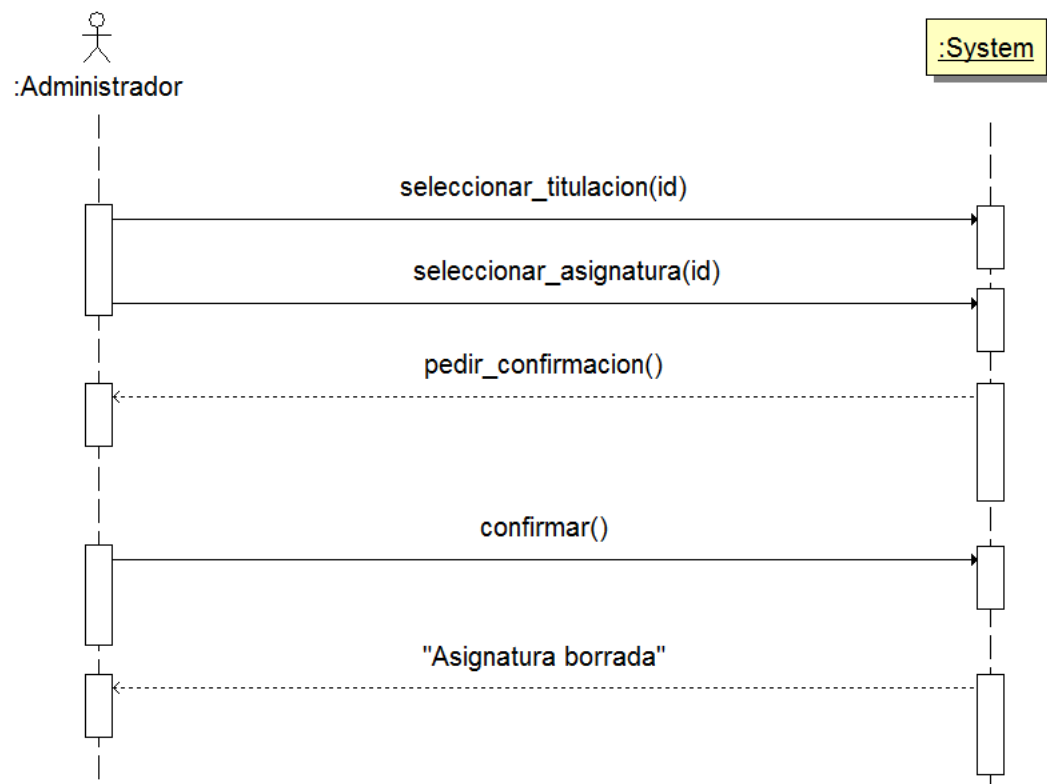 :Administrador
:System
seleccionar_titulacion(id)
seleccionar_asignatura(id)
pedir_confirmacion()
confirmar()
"Asignatura borrada"